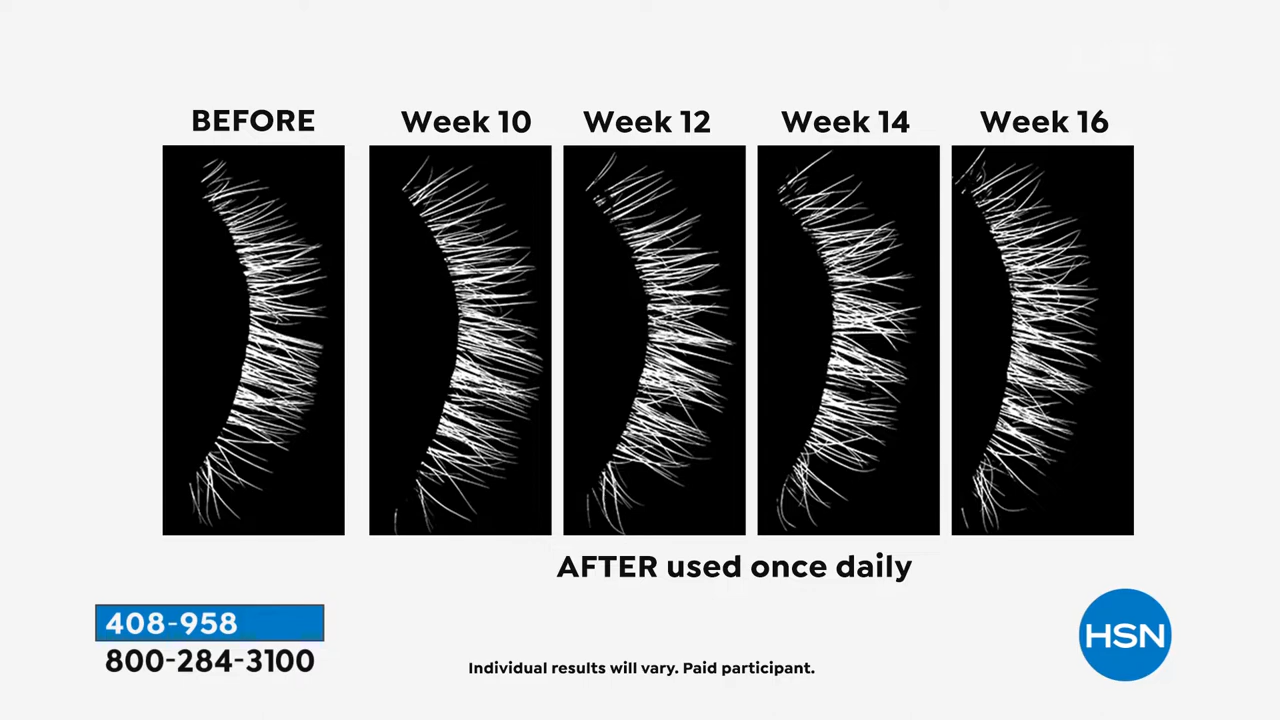 BEFORE
Week 10
Week 12
Week 14
Week 16
AFTER used once daily
408-958
800-284-3100
Individual results will vary. Paid participant.
HSN